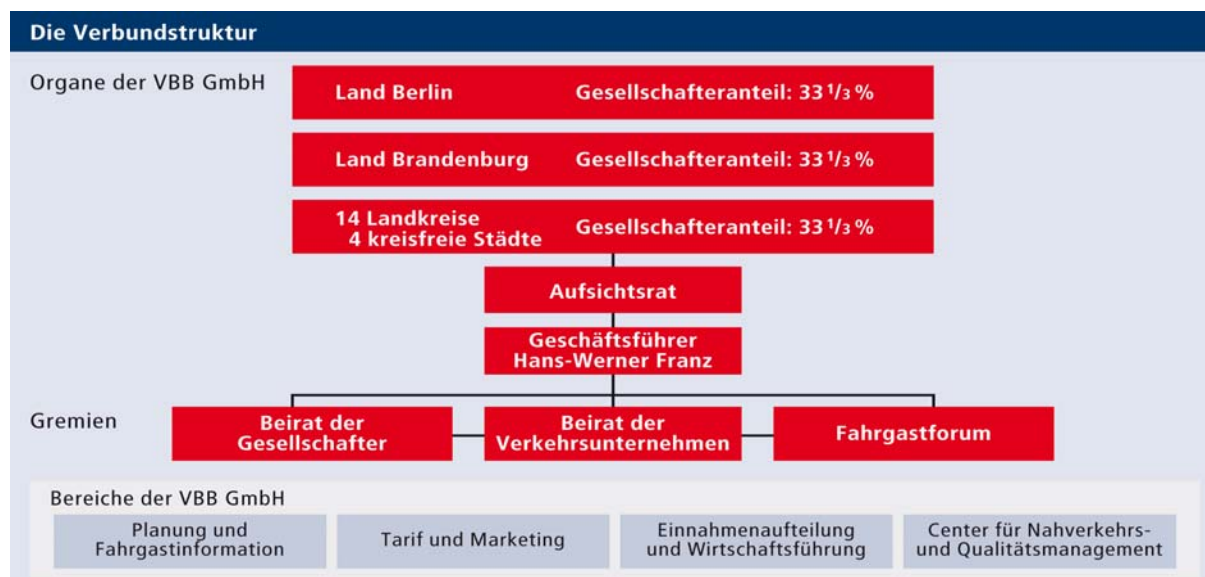 Die Verbundstruktur
Organe der VBB GmbH
Land Berlin Gesellschafteranteil: 33 1/3 %
Land Brandenburg Gesellschafteranteil: 33 1/3 %
14 Landkreise
4 kreisfreie Städte Gesellschafteranteil: 33 1/3 %
Aufsichtsrat
Geschäftsführer
Hans-Werner Franz
Gremien
Beirat der
Gesellschafter
Beirat der
Verkehrsunternehmen
Fahrgastforum
Bereiche der VBB GmbH
Planung und
Fahrgastinformation
Tarif und Marketing
Einnahmenaufteilung
und Wirtschaftsführung
Center für Nahverkehrs-
und Qualitätsmanagement